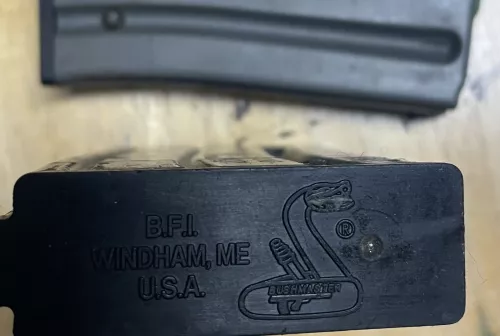 B.F.I.
WINDHAM, ME
U.S.A.
®
BUSHMASTER